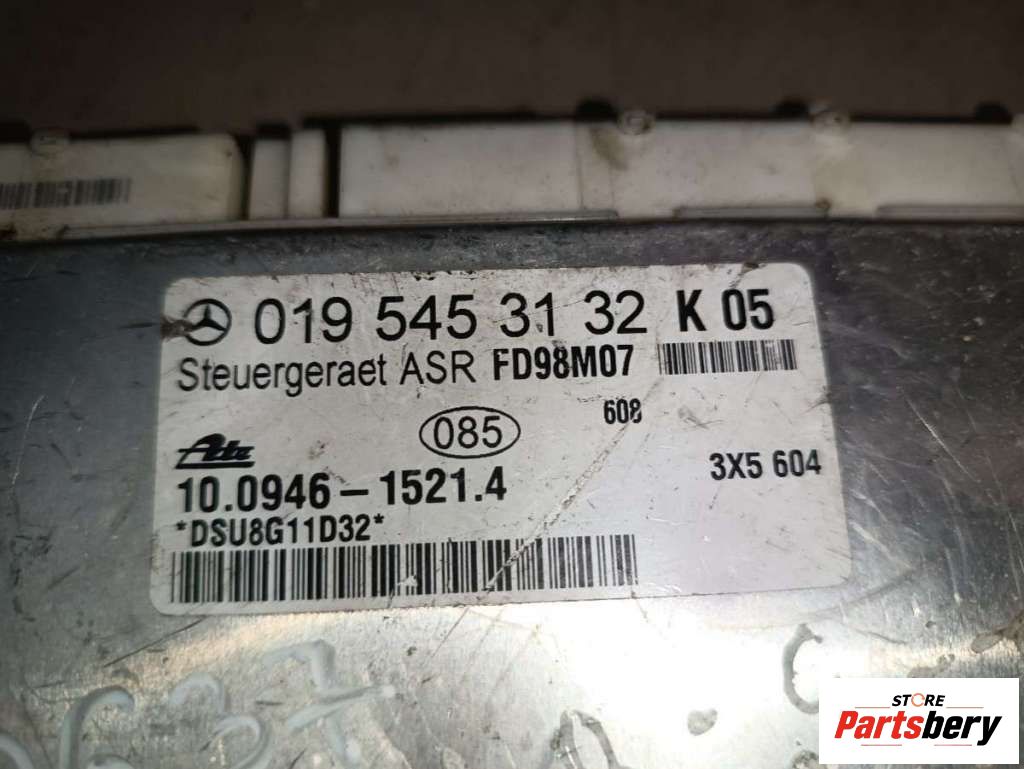 019 545 31 32 K 05
Steuergeraet ASR FD98M07
085 608
Ate
10.0946-1521.4 3X5 604
*DSU8G11D32*
637
STORE
Partsbery